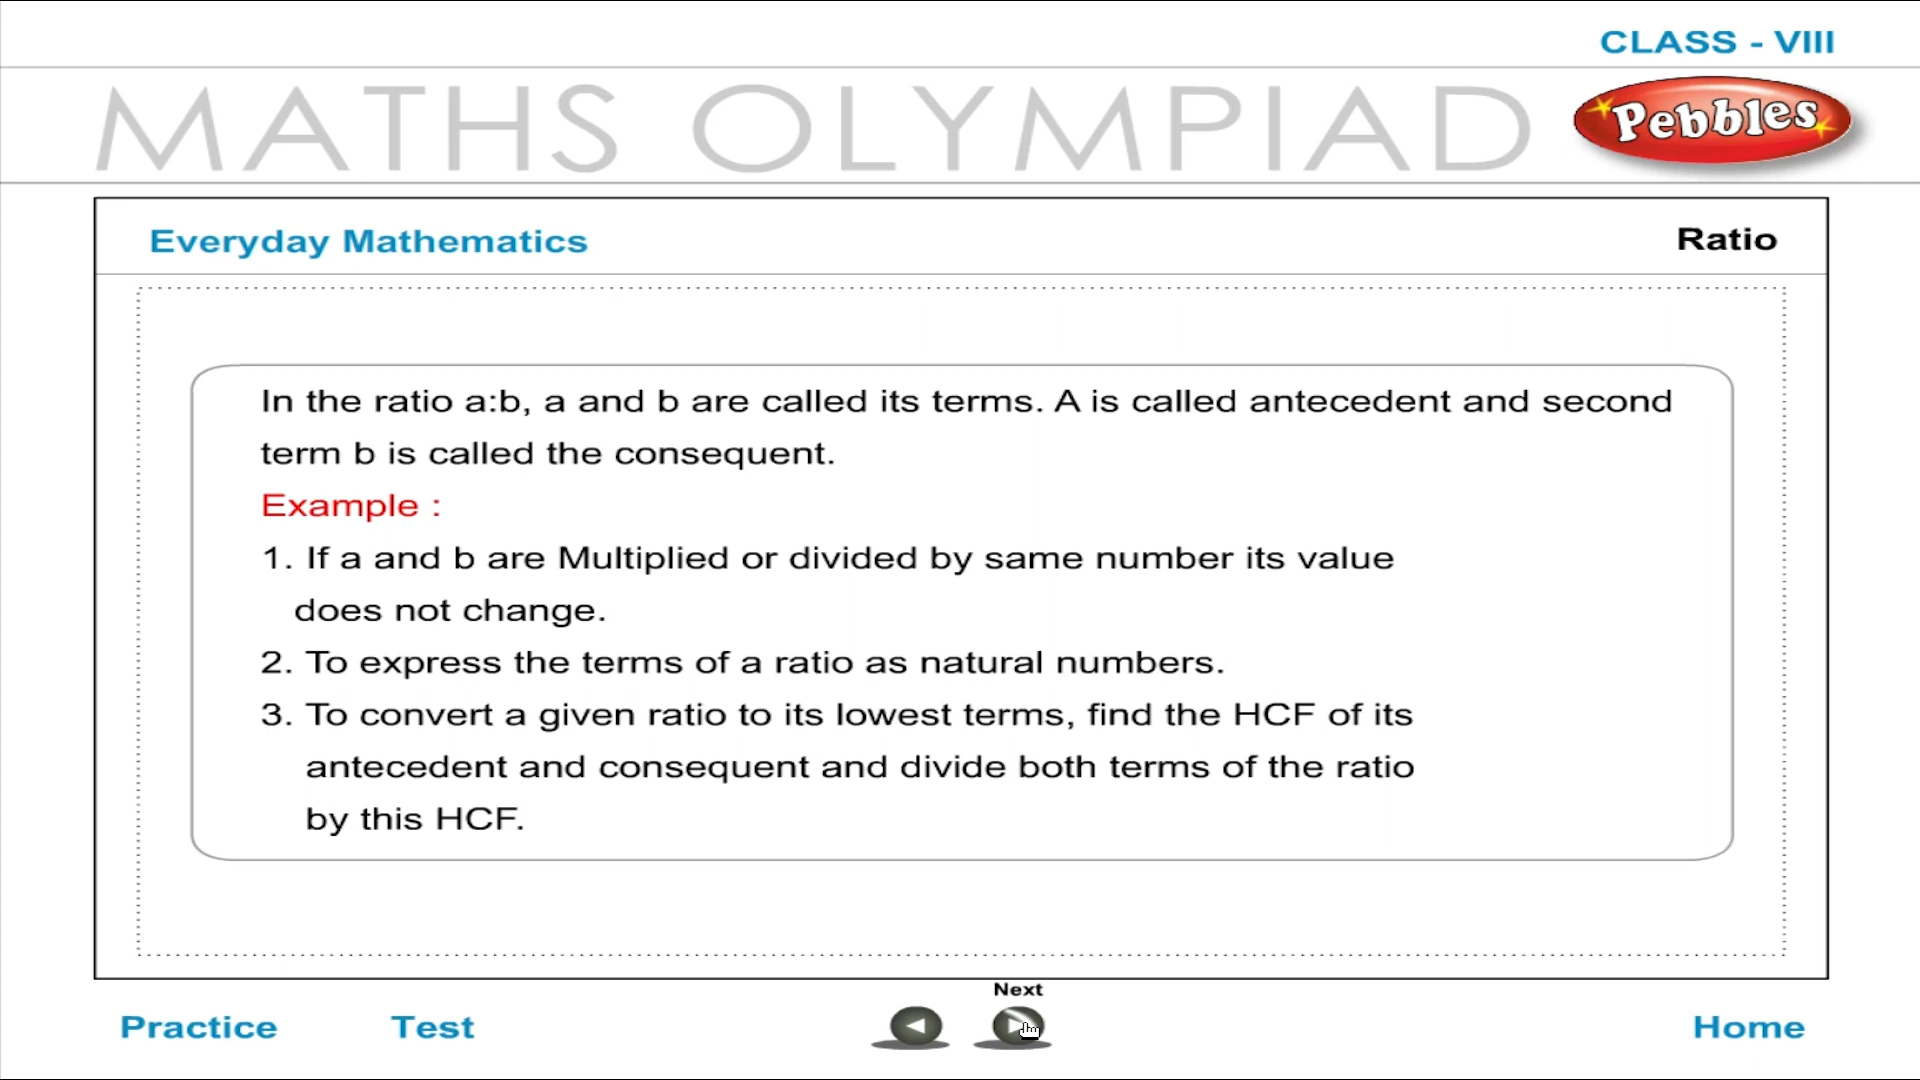 CLASS - VIII
MATHS OLYMPIAD
Pebbles
Everyday Mathematics
Ratio
In the ratio a:b, a and b are called its terms. A is called antecedent and second
term b is called the consequent.
Example :
1. If a and b are Multiplied or divided by same number its value
does not change.
2. To express the terms of a ratio as natural numbers.
3. To convert a given ratio to its lowest terms, find the HCF of its
antecedent and consequent and divide both terms of the ratio
by this HCF.
Next
Practice
Test
Home